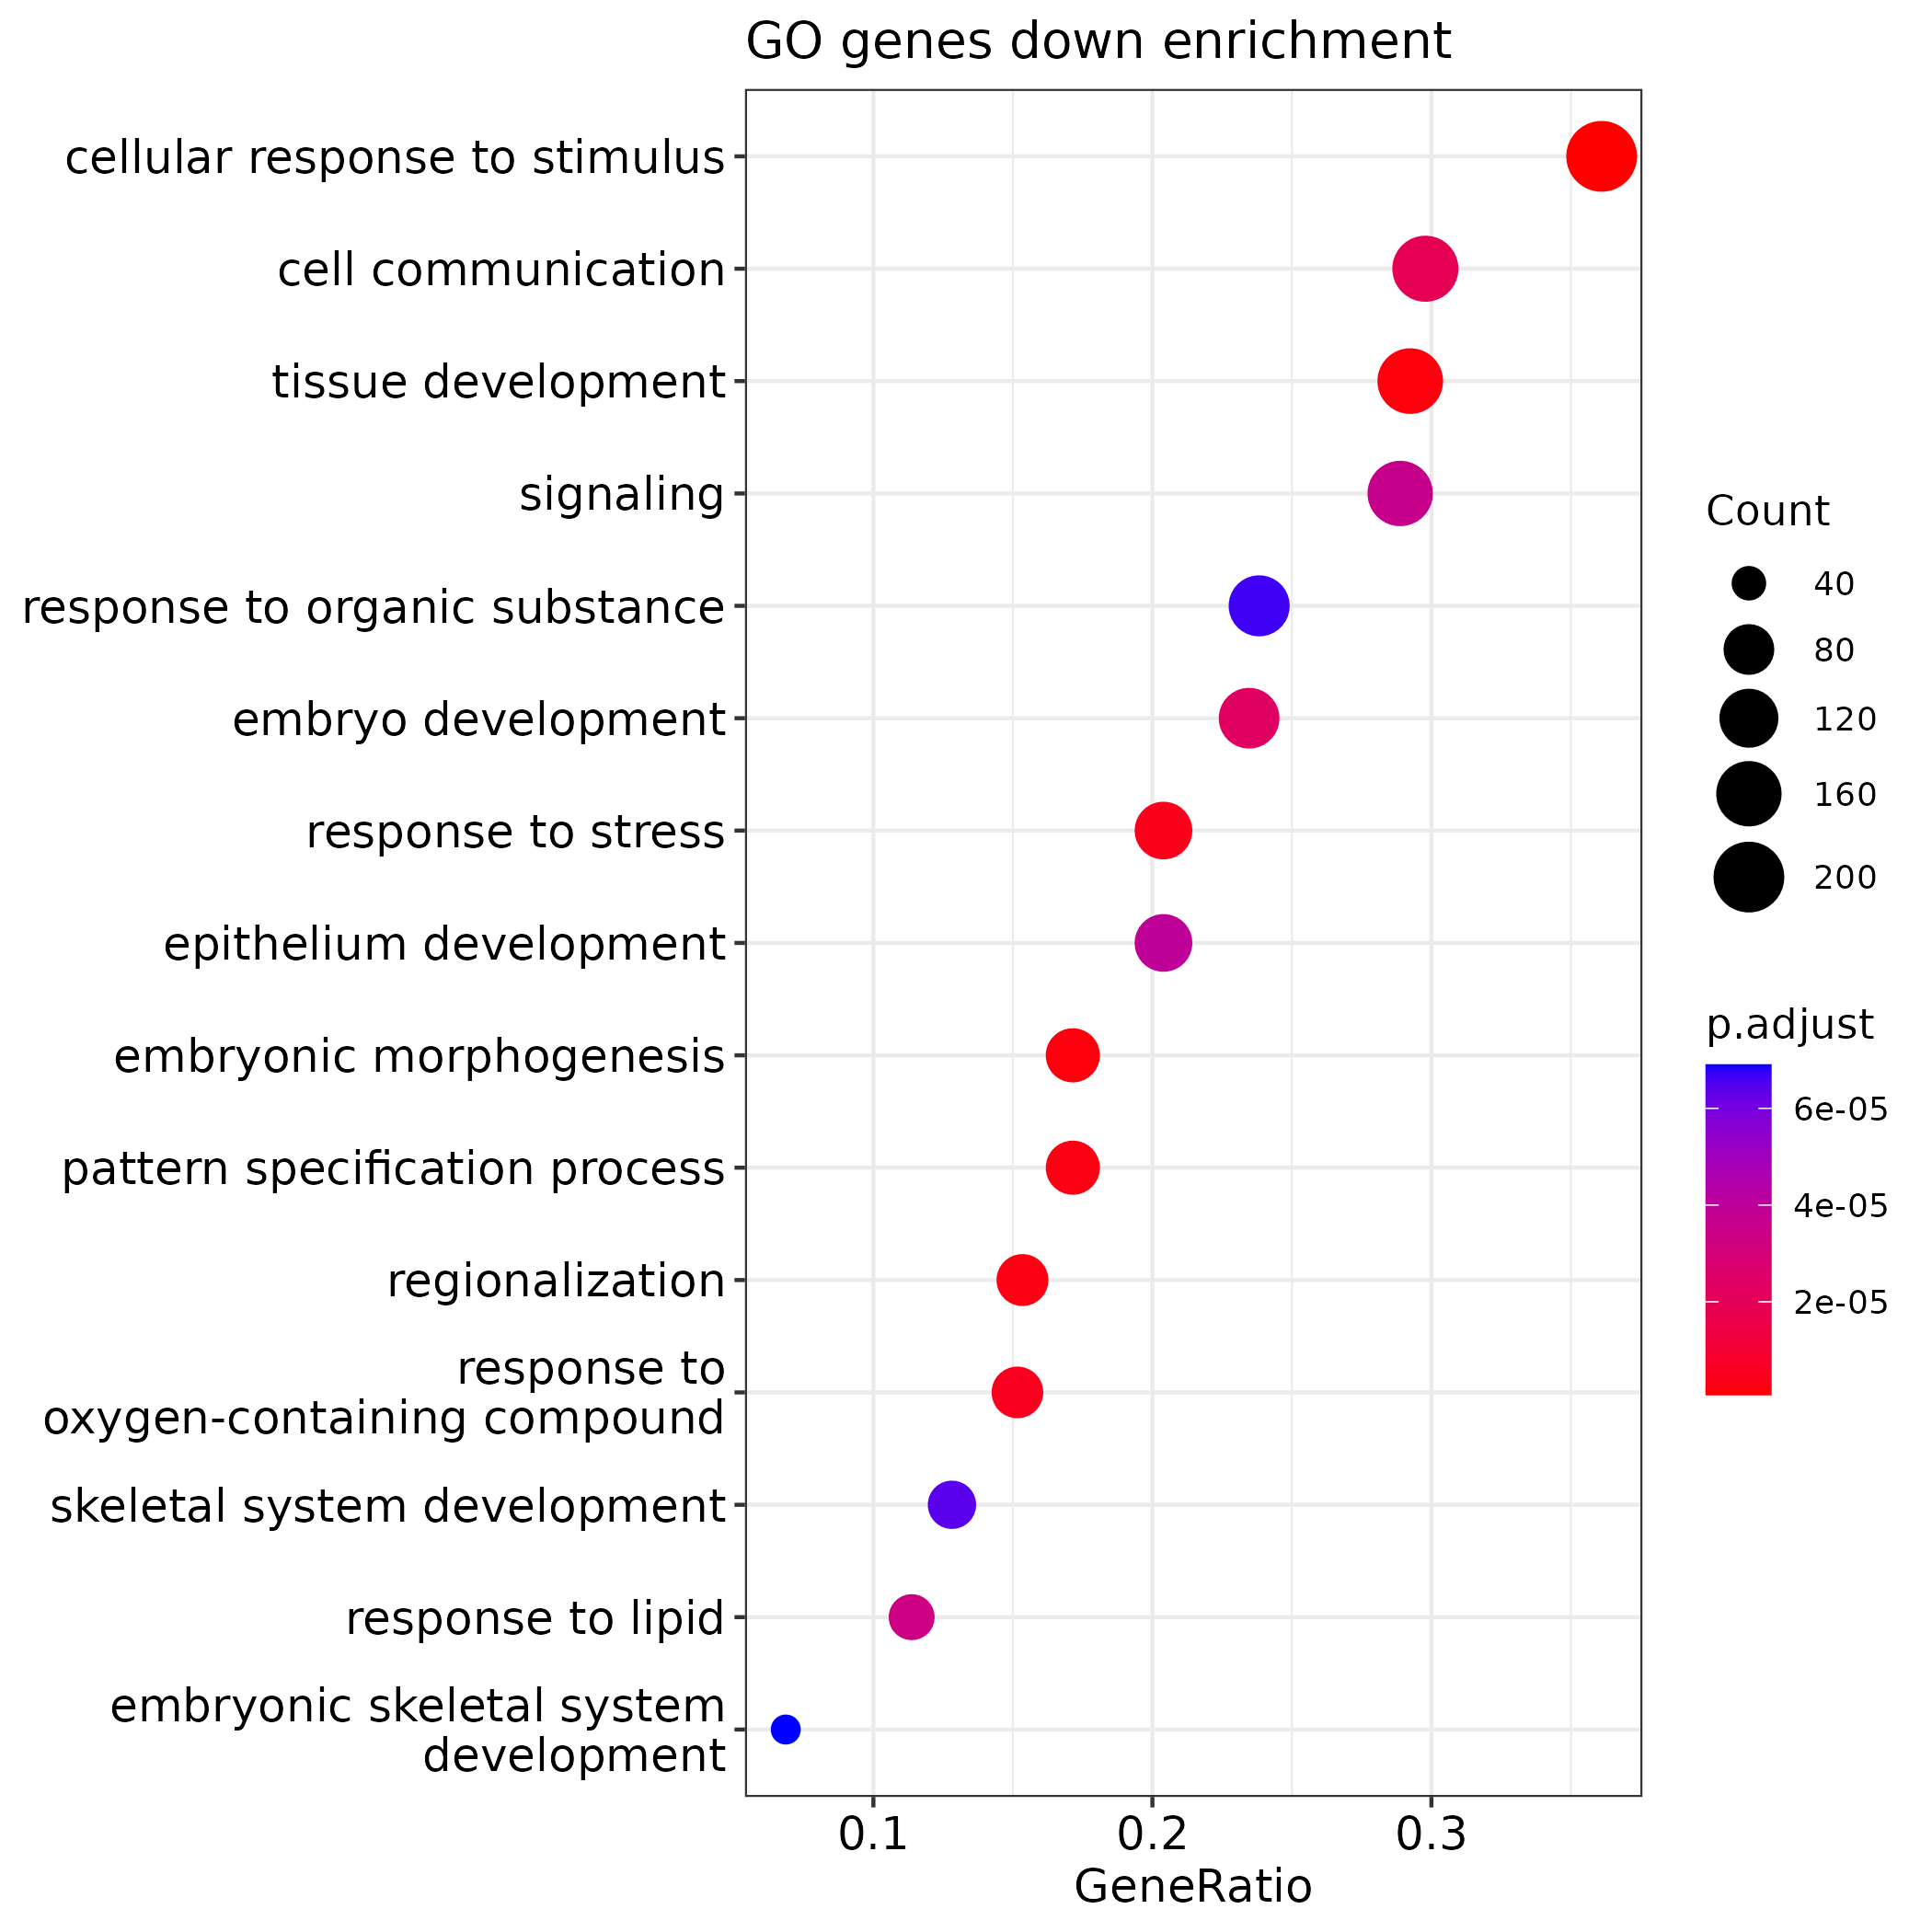 GO genes down enrichment
cellular response to stimulus
cell communication
tissue development
signaling
response to organic substance
embryo development
response to stress
epithelium development
embryonic morphogenesis
pattern specification process
regionalization
response to
oxygen-containing compound
skeletal system development
response to lipid
embryonic skeletal system
development
0.1 0.2 0.3
GeneRatio
Count
40
80
120
160
200
p.adjust
6e-05
4e-05
2e-05